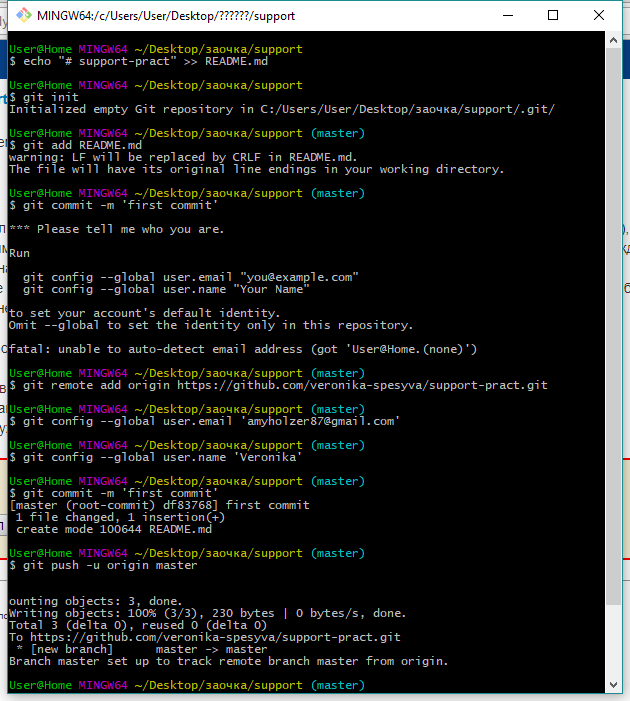 MINGW64:/c/Users/User/Desktop/??????/support
User@Home MINGW64 ~/Desktop/заочка/support
$ echo "# support-pract" >> README.md
User@Home MINGW64 ~/Desktop/заочка/support
$ git init
Initialized empty Git repository in C:/Users/User/Desktop/заочка/support/.git/
User@Home MINGW64 ~/Desktop/заочка/support (master)
$ git add README.md
warning: LF will be replaced by CRLF in README.md.
The file will have its original line endings in your working directory.
User@Home MINGW64 ~/Desktop/заочка/support (master)
$ git commit -m 'first commit'
*** Please tell me who you are.
Run
git config --global user.email "you@example.com"
git config --global user.name "Your Name"
to set your account's default identity.
Omit --global to set the identity only in this repository.
fatal: unable to auto-detect email address (got 'User@Home.(none)')
User@Home MINGW64 ~/Desktop/заочка/support (master)
$ git remote add origin https://github.com/veronika-spesyva/support-pract.git
User@Home MINGW64 ~/Desktop/заочка/support (master)
$ git config --global user.email 'amyholzer87@gmail.com'
User@Home MINGW64 ~/Desktop/заочка/support (master)
$ git config --global user.name 'Veronika'
User@Home MINGW64 ~/Desktop/заочка/support (master)
$ git commit -m 'first commit'
[master (root-commit) df83768] first commit
1 file changed, 1 insertion(+)
create mode 100644 README.md
User@Home MINGW64 ~/Desktop/заочка/support (master)
$ git push -u origin master
ounting objects: 3, done.
Writing objects: 100% (3/3), 230 bytes | 0 bytes/s, done.
Total 3 (delta 0), reused 0 (delta 0)
To https://github.com/veronika-spesyva/support-pract.git
* [new branch] master -> master
Branch master set up to track remote branch master from origin.
User@Home MINGW64 ~/Desktop/заочка/support (master)